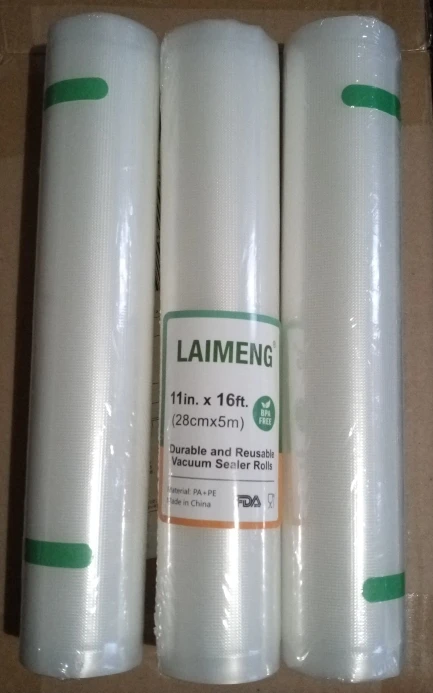 LAIMENG®
11in. x 16ft.
(28cmx5m)
BPA
FREE
Durable and Reusable
Vacuum Sealer Rolls
Material: PA+PE
Made in China
FDA